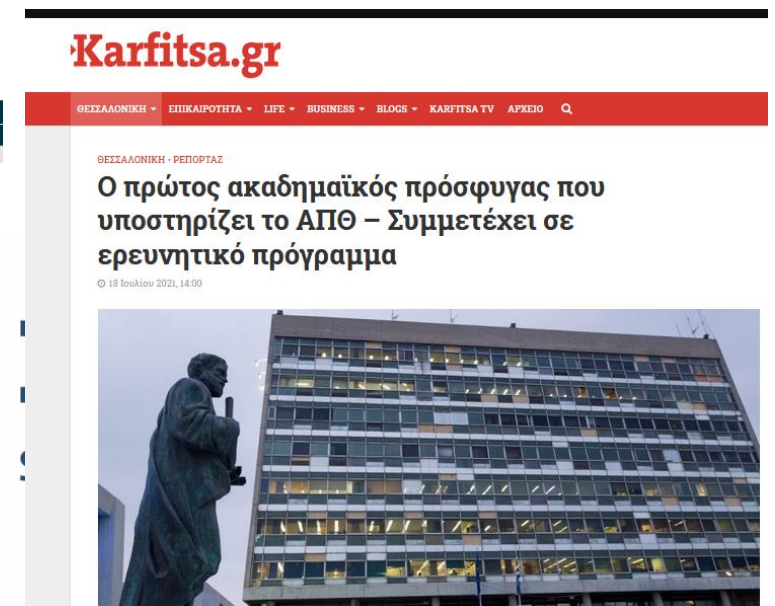 Karfitsa.gr
ΘΕΣΣΑΛΟΝΙΚΗ ΕΠΙΚΑΙΡΟΤΗΤΑ LIFE BUSINESS BLOGS KARFITSA TV ΑΡΧΕΙΟ
ΘΕΣΣΑΛΟΝΙΚΗ • ΡΕΠΟΡΤΑΖ
Ο πρώτος ακαδημαϊκός πρόσφυγας που
υποστηρίζει το ΑΠΘ – Συμμετέχει σε
ερευνητικό πρόγραμμα
18 Ιουλίου 2021, 14:00